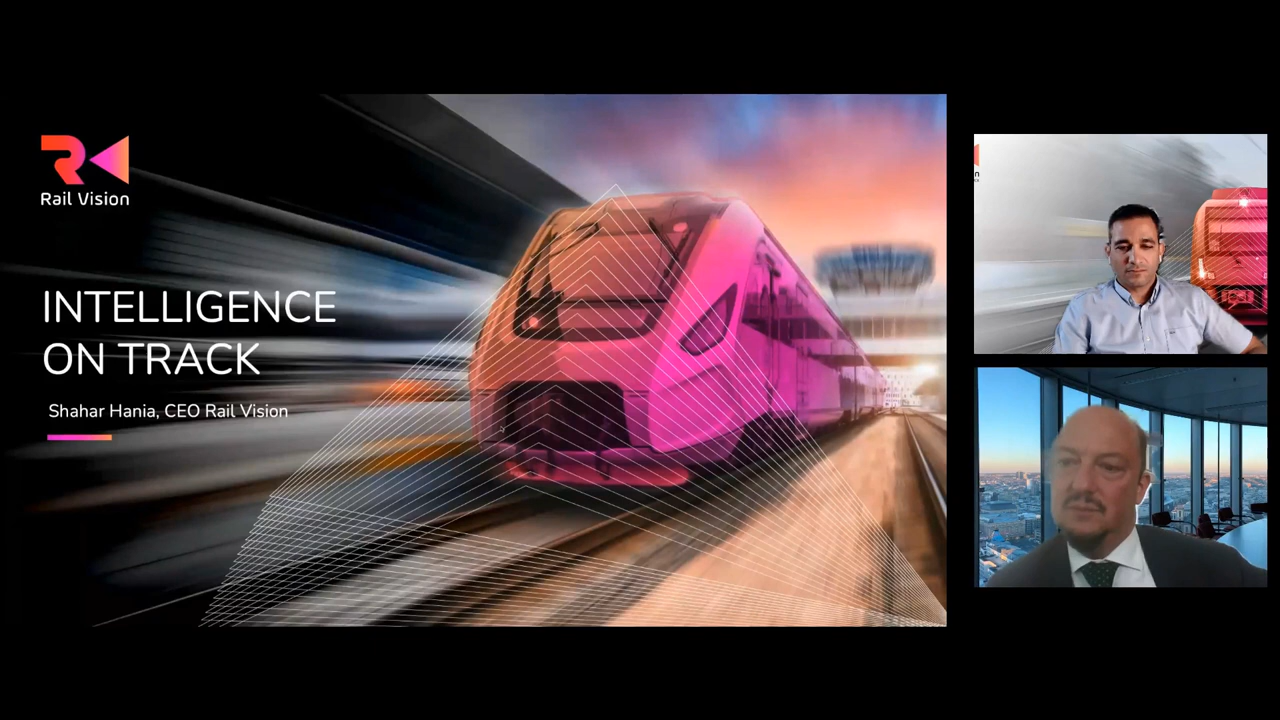 Rail Vision
INTELLIGENCE
ON TRACK
Shahar Hania, CEO Rail Vision